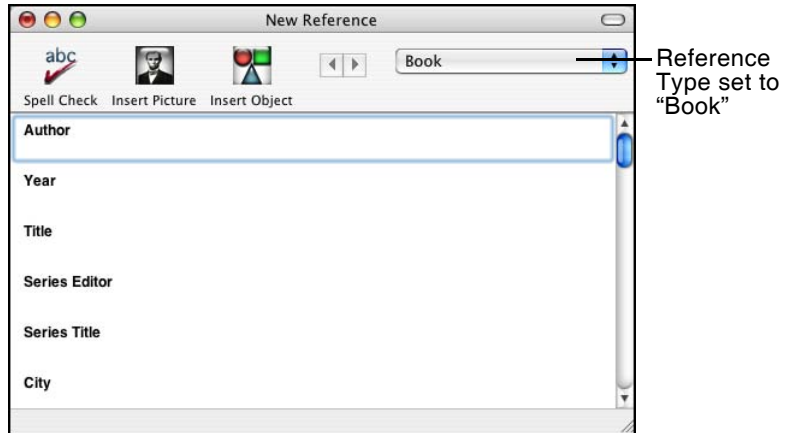 New Reference
abc
Book
Spell Check Insert Picture Insert Object
Author
Year
Title
Series Editor
Series Title
City
Reference
Type set to
“Book”